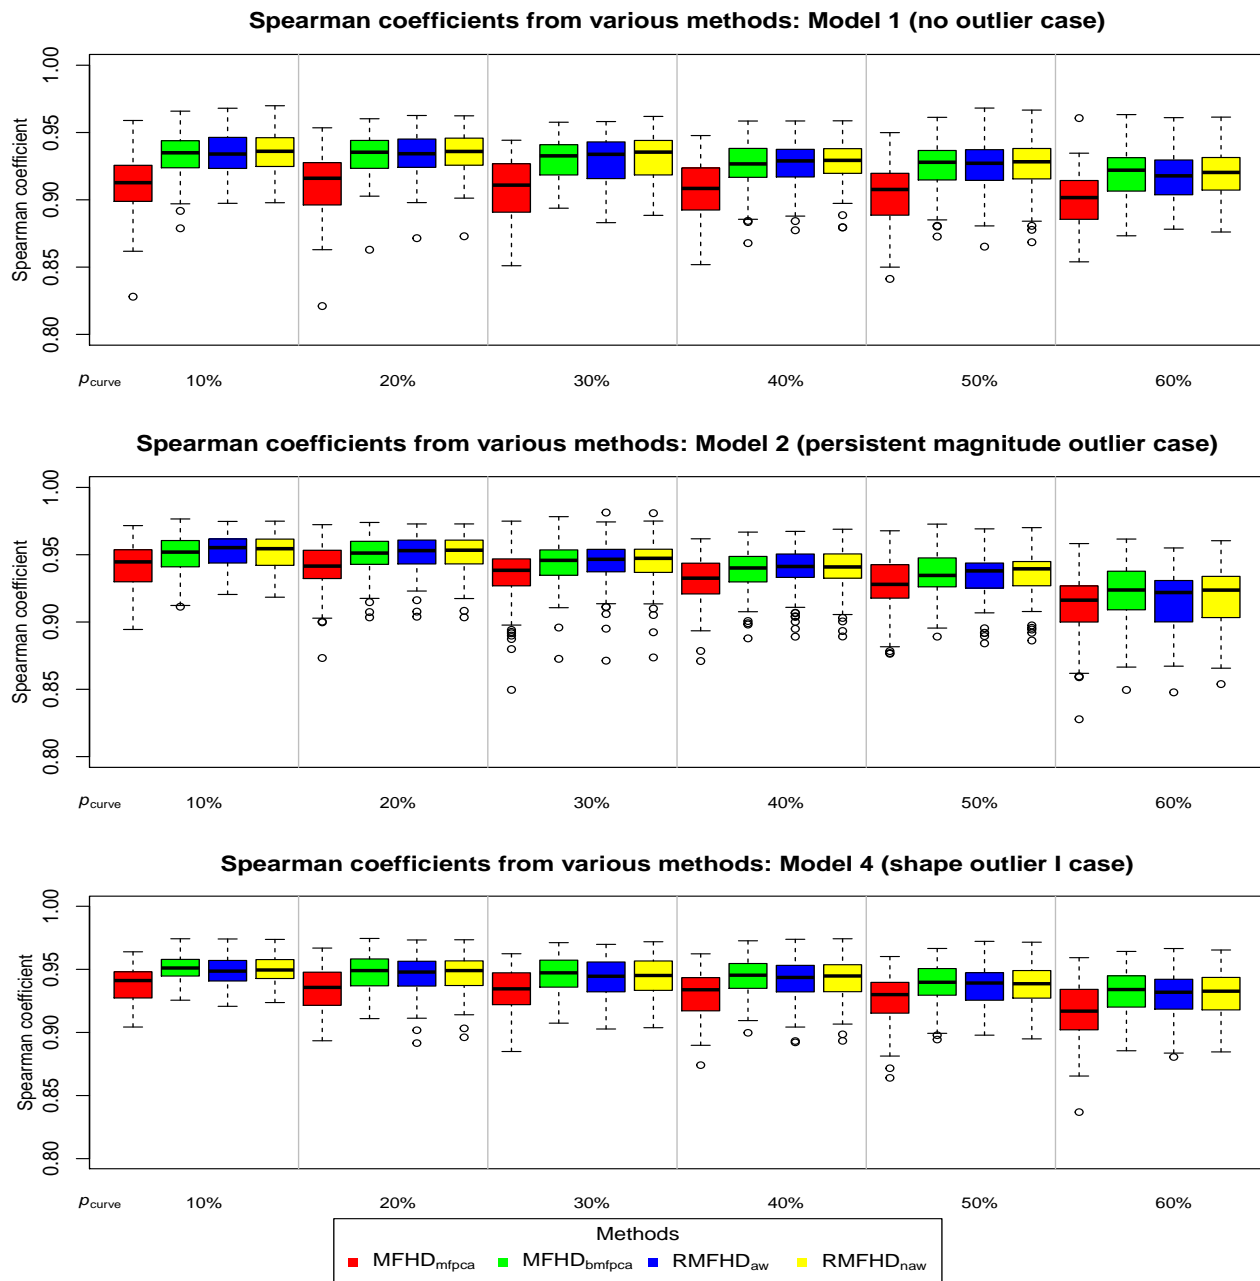 Spearman coefficients from various methods: Model 1 (no outlier case)
Spearman coefficient
1.00
0.95
0.90
0.85
0.80
pcurve 10% 20% 30% 40% 50% 60%
Spearman coefficients from various methods: Model 2 (persistent magnitude outlier case)
Spearman coefficient
1.00
0.95
0.90
0.85
0.80
pcurve 10% 20% 30% 40% 50% 60%
Spearman coefficients from various methods: Model 4 (shape outlier I case)
Spearman coefficient
1.00
0.95
0.90
0.85
0.80
pcurve 10% 20% 30% 40% 50% 60%
Methods
MFHDmfpca MFHDbmfpca RMFHDaw RMFHDnaw